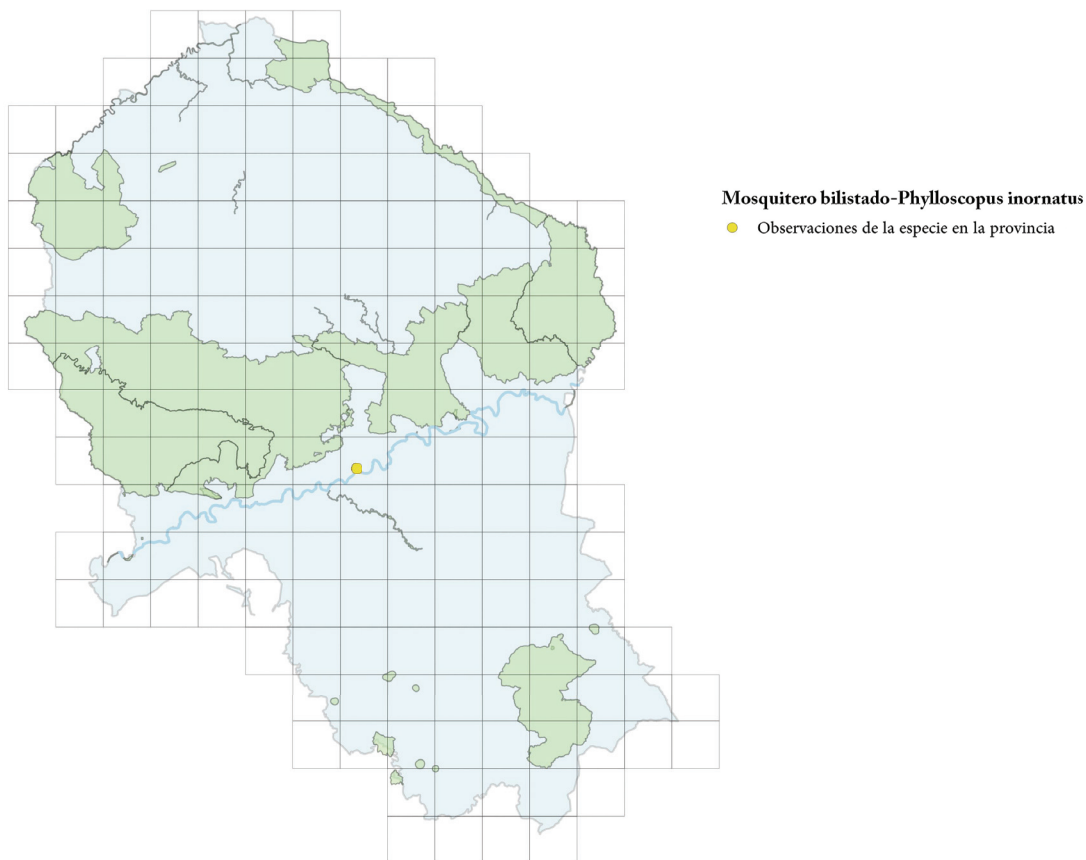 Mosquitero bilistado-Phylloscopus inornatus
Observaciones de la especie en la provincia